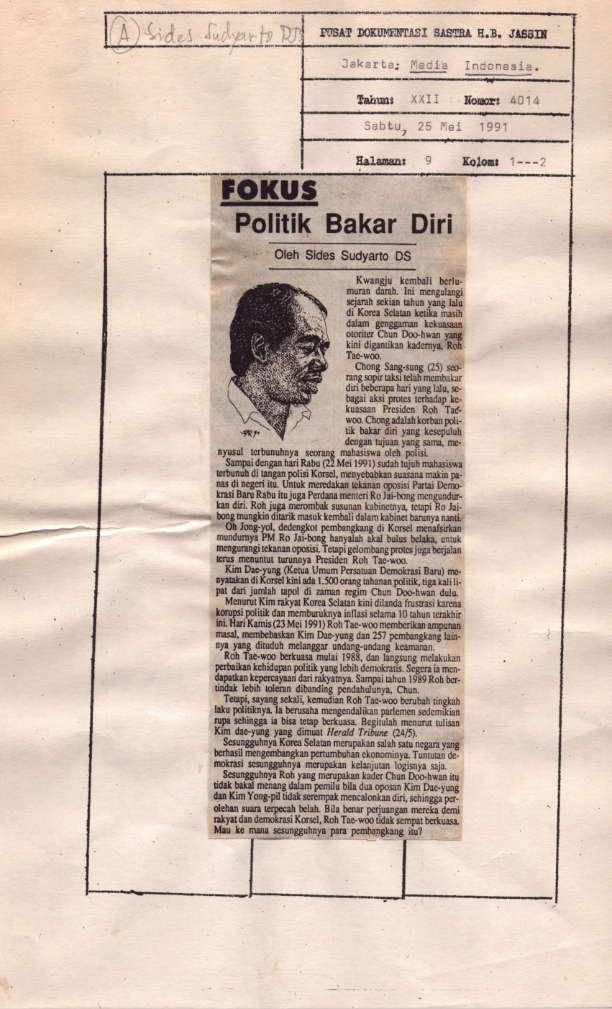 (A) Sides Sudyarto DS
PUSAT DOKUMENTASI SASTRA H.B. JASSIN
Jakarta: Media Indonesia.
Tahun: XXII Nomor: 4014
Sabtu, 25 Mei 1991
Halaman: 9 Kolom: 1---2
FOKUS
Politik Bakar Diri
Oleh Sides Sudyarto DS
Kwangju kembali berlu-
muran darah. Ini mengulangi
sejarah sekian tahun yang lalu
di Korea Selatan ketika masih
dalam genggaman kekuasaan
otoriter Chun Doo-hwan yang
kini digantikan kadernya, Roh
Tae-woo.
Chong Sang-sung (25) seo-
rang sopir taksi telah membakar
diri beberapa hari yang lalu, se-
bagai aksi protes terhadap ke-
kuasaan Presiden Roh Tae-
woo. Chong adalah korban poli-
tik bakar diri yang kesepuluh
dengan tujuan yang sama, me-
nyusul terbunuhnya seorang mahasiswa oleh polisi.
Sampai dengan hari Rabu (22 Mei 1991) sudah tujuh mahasiswa
terbunuh di tangan polisi Korsel, menyebabkan suasana makin pa-
nas di negeri itu. Untuk meredakan tekanan oposisi Partai Demo-
krasi Baru Rabu itu juga Perdana menteri Ro Jai-bong mengundur-
kan diri. Roh juga merombak susunan kabinetnya, tetapi Ro Jai-
bong mungkin ditarik masuk kembali dalam kabinet barunya nanti.
Oh Jong-yol, dedengkot pembangkang di Korsel menafsirkan
mundurnya PM Ro Jai-bong hanyalah akal bulus belaka, untuk
mengurangi tekanan oposisi. Tetapi gelombang protes juga berjalan
terus menuntut turunnya Presiden Roh Tae-woo.
Kim Dae-yung (Ketua Umum Persatuan Demokrasi Baru) me-
nyatakan di Korsel kini ada 1.500 orang tahanan politik, tiga kali li-
pat dari jumlah tapol di zaman regim Chun Doo-hwan dulu.
Menurut Kim rakyat Korea Selatan kini dilanda frustrasi karena
korupsi politik dan memburuknya inflasi selama 10 tahun terakhir
ini. Hari Kamis (23 Mei 1991) Roh Tae-woo memberikan ampunan
masal, membebaskan Kim Dae-yung dan 257 pembangkang lain-
nya yang dituduh melanggar undang-undang keamanan.
Roh Tae-woo berkuasa mulai 1988, dan langsung melakukan
perbaikan kehidupan politik yang lebih demokratis. Segera ia men-
dapatkan kepercayaan dari rakyatnya. Sampai tahun 1989 Roh ber-
tindak lebih toleran dibanding pendahulunya, Chun.
Tetapi, sayang sekali, kemudian Roh Tae-woo berubah tingkah
laku politiknya. Ia berusaha mengendalikan parlemen sedemikian
rupa sehingga ia bisa tetap berkuasa. Begitulah menurut tulisan
Kim dae-yung yang dimuat Herald Tribune (24/5).
Sesungguhnya Korea Selatan merupakan salah satu negara yang
berhasil mengembangkan pertumbuhan ekonominya. Tuntutan de-
mokrasi sesungguhnya merupakan kelanjutan logisnya saja.
Sesungguhnya Roh yang merupakan kader Chun Doo-hwan itu
tidak bakal menang dalam pemilu bila dua oposan Kim Dae-yung
dan Kim Yong-pil tidak serempak mencalonkan diri, sehingga per-
olehan suara terpecah belah. Bila benar perjuangan mereka demi
rakyat dan demokrasi Korsel, Roh Tae-woo tidak sempat berkuasa.
Mau ke mana sesungguhnya para pembangkang itu?